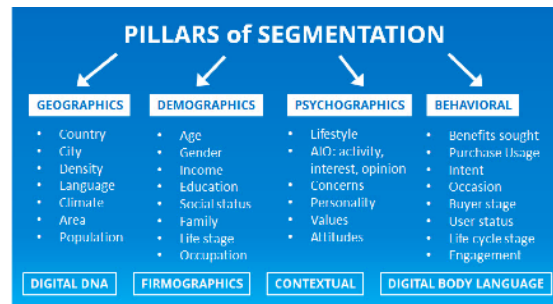 PILLARS of SEGMENTATION
GEOGRAPHICS
• Country
• City
• Density
• Language
• Climate
• Area
• Population
DEMOGRAPHICS
• Age
• Gender
• Income
• Education
• Social status
• Family
• Life stage
• Occupation
PSYCHOGRAPHICS
• Lifestyle
• AIO: activity,
interest, opinion
• Concerns
• Personality
• Values
• Attitudes
BEHAVIORAL
• Benefits sought
• Purchase Usage
• Intent
• Occasion
• Buyer stage
• User status
• Life cycle stage
• Engagement
DIGITAL DNA
FIRMOGRAPHICS
CONTEXTUAL
DIGITAL BODY LANGUAGE